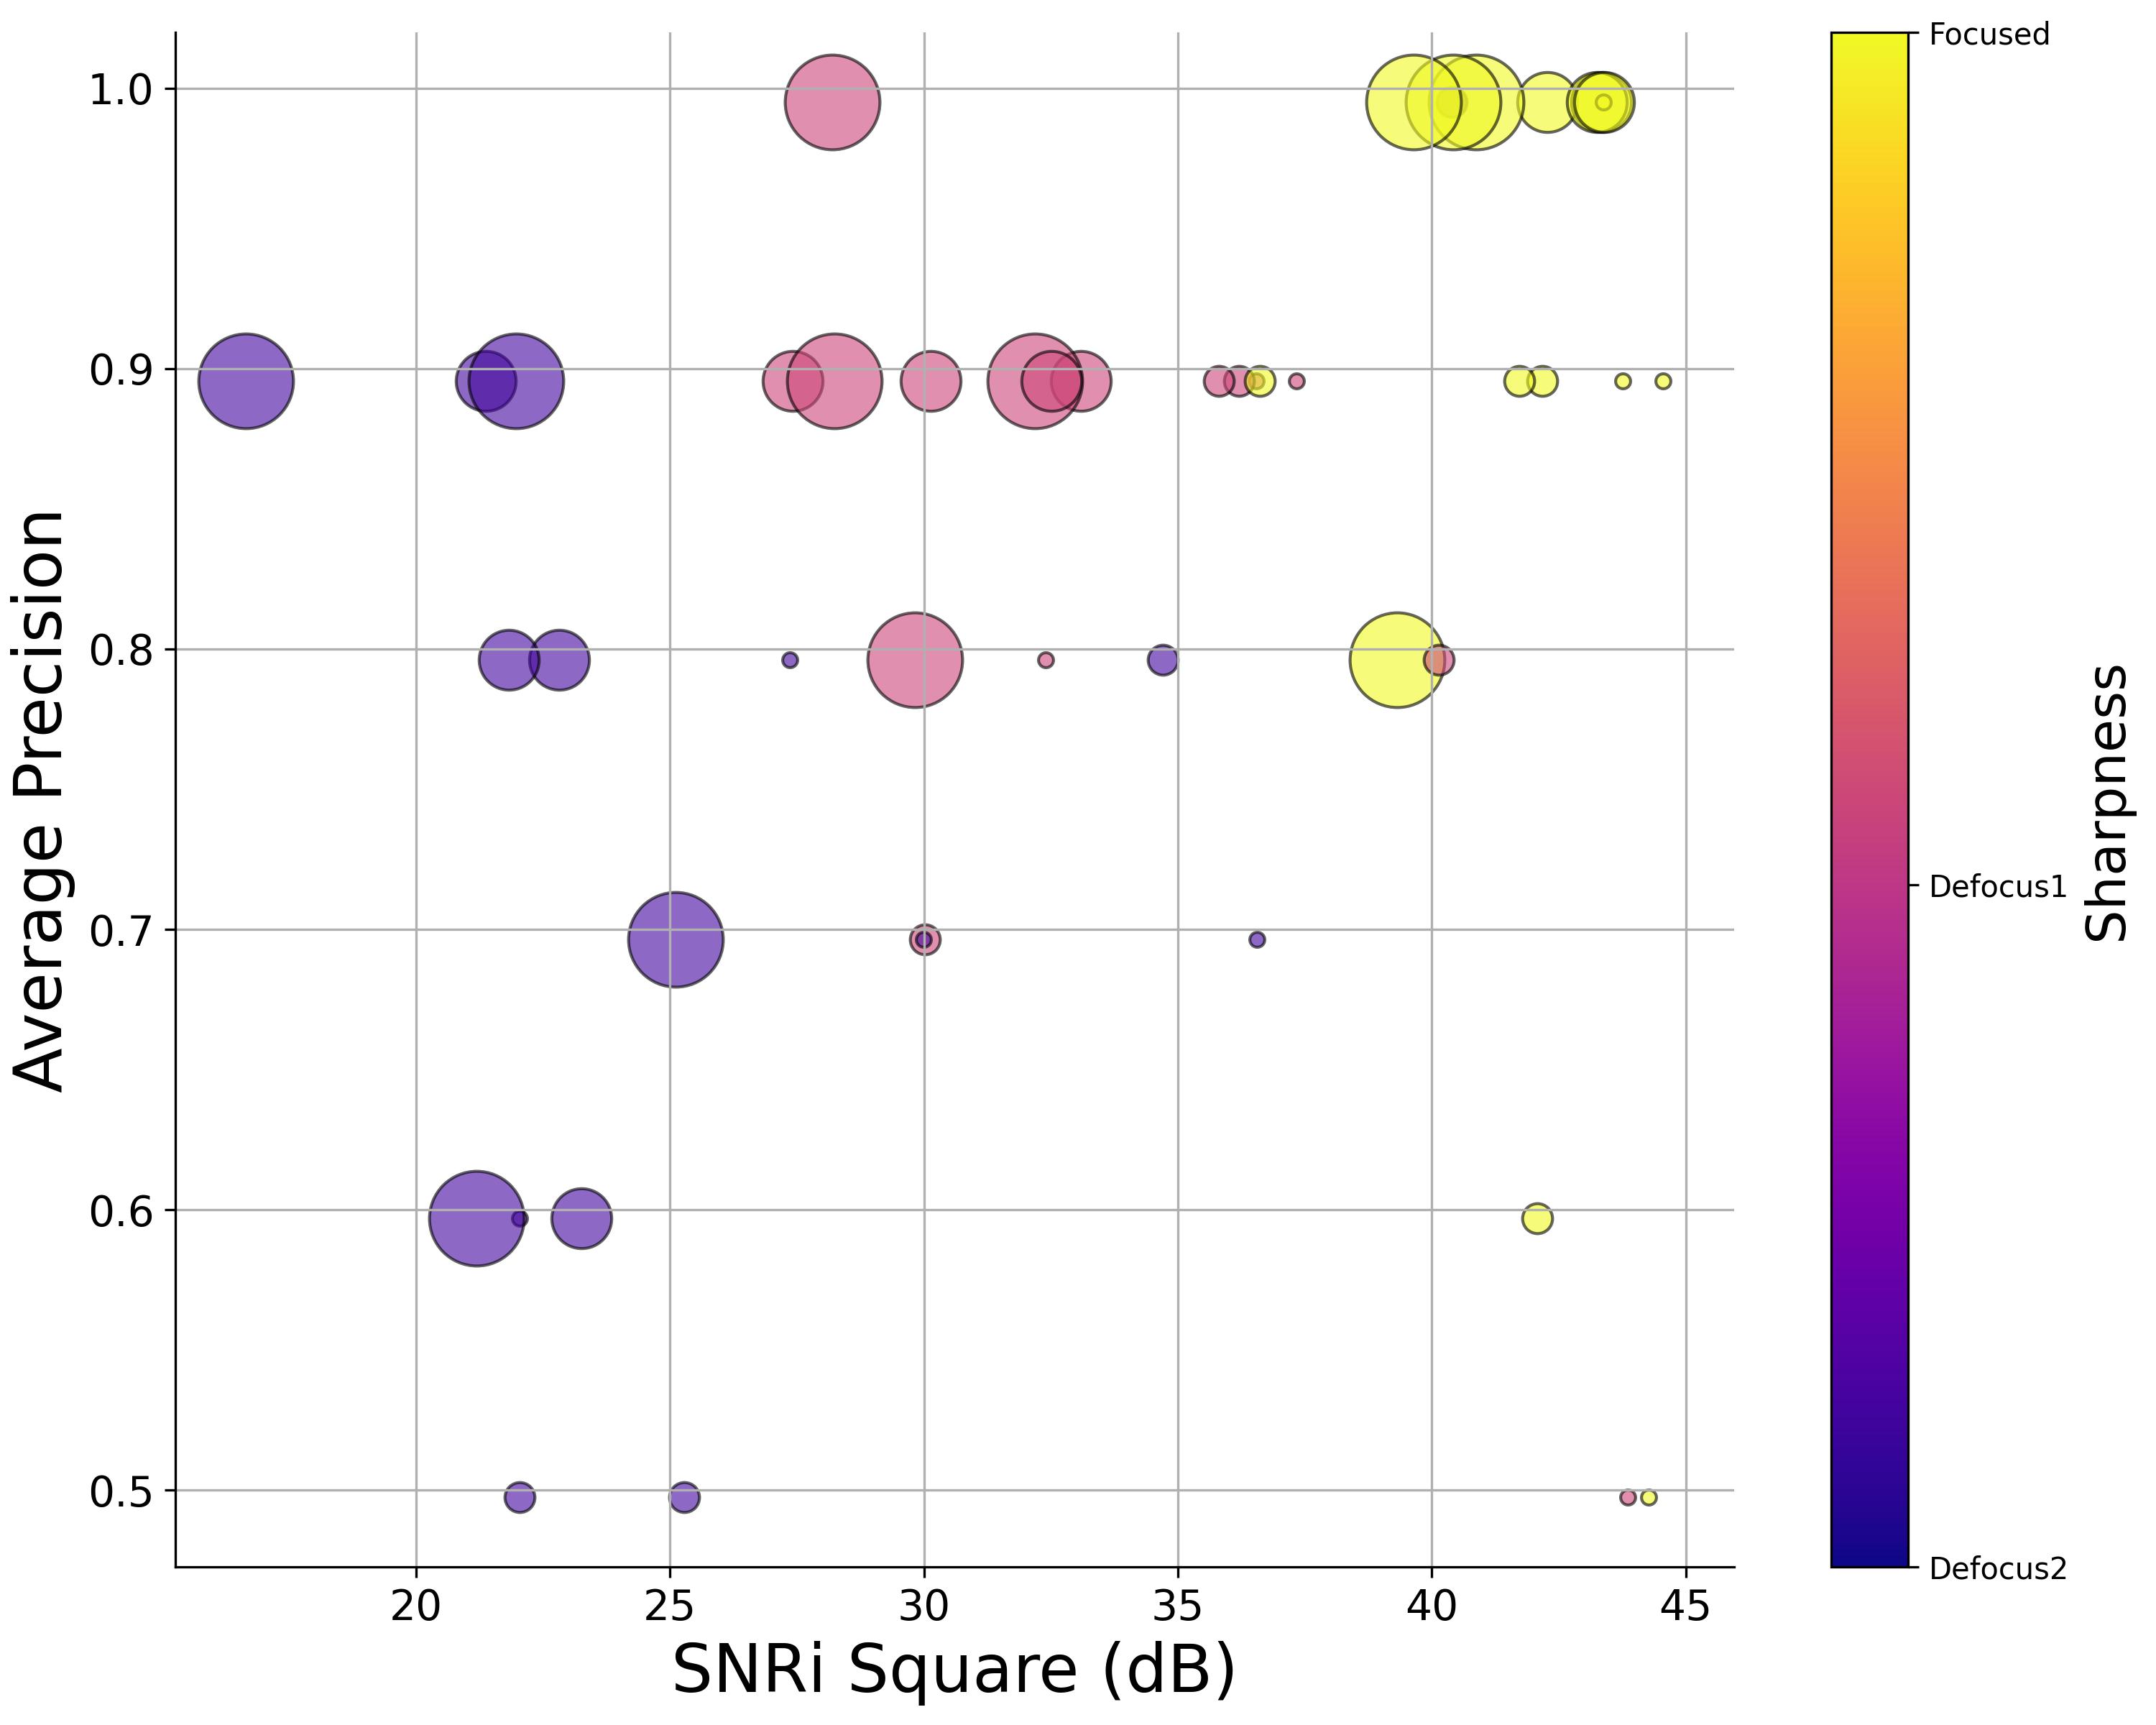 Average Precision
1.0
0.9
0.8
0.7
0.6
0.5
20 25 30 35 40 45
SNRi Square (dB)
Focused
Defocus1
Defocus2
Sharpness